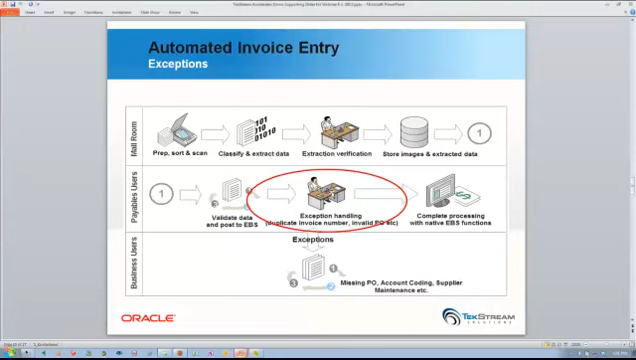 Automated Invoice Entry
Exceptions
Mail Room
Prep, sort & scan
Classify & extract data
Extraction verification
Store images & extracted data
1
Payables Users
1
Validate data
and post to EBS
Exception handling
(duplicate invoice number, invalid PO etc)
Complete processing
with native EBS functions
Business Users
Exceptions
Missing PO, Account Coding, Supplier
Maintenance etc.
ORACLE
TEKSTREAM
SOLUTIONS